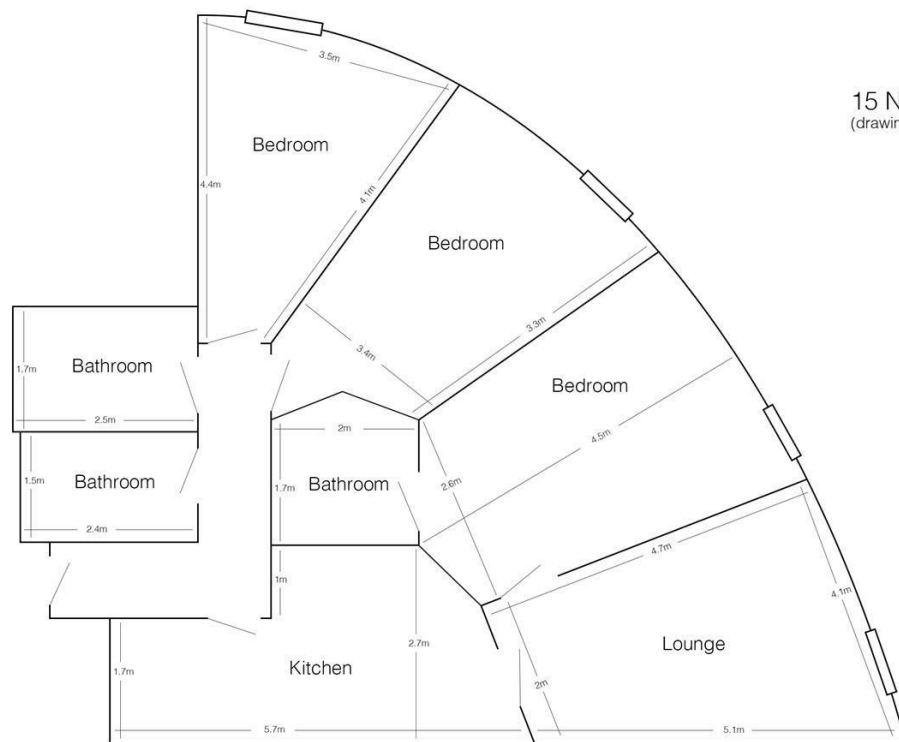 3.5m
15 N
(drawin
Bedroom
4.4m
4.1m
Bedroom
3.3m
3.4m
Bathroom
1.7m
2.5m
Bedroom
4.5m
2m
Bathroom
1.5m
2.4m
1.7m
Bathroom
2.6m
4.7m
1m
4.1m
Lounge
2.7m
Kitchen
1.7m
2m
5.7m
5.1m